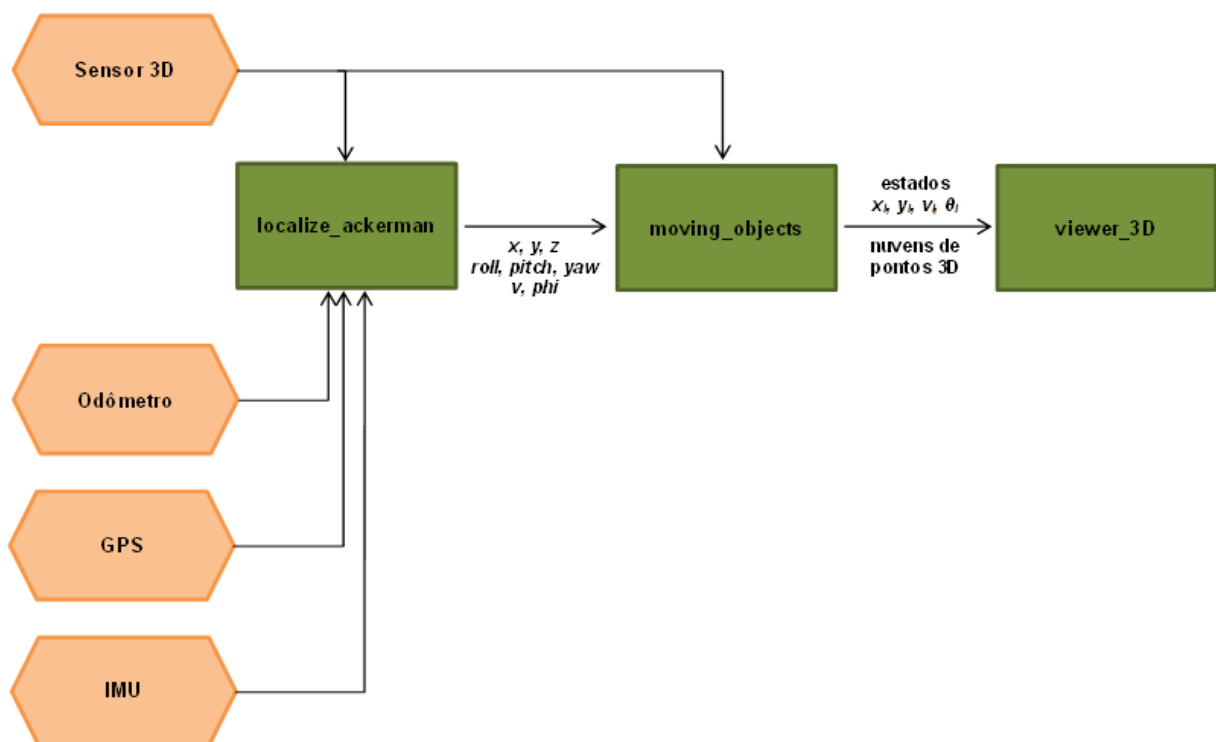 Sensor 3D
localize_ackerman
x, y, z
roll, pitch, yaw
v, phi
moving_objects
estados
xᵢ, yᵢ, vᵢ, θᵢ
nuvens de
pontos 3D
viewer_3D
Odômetro
GPS
IMU